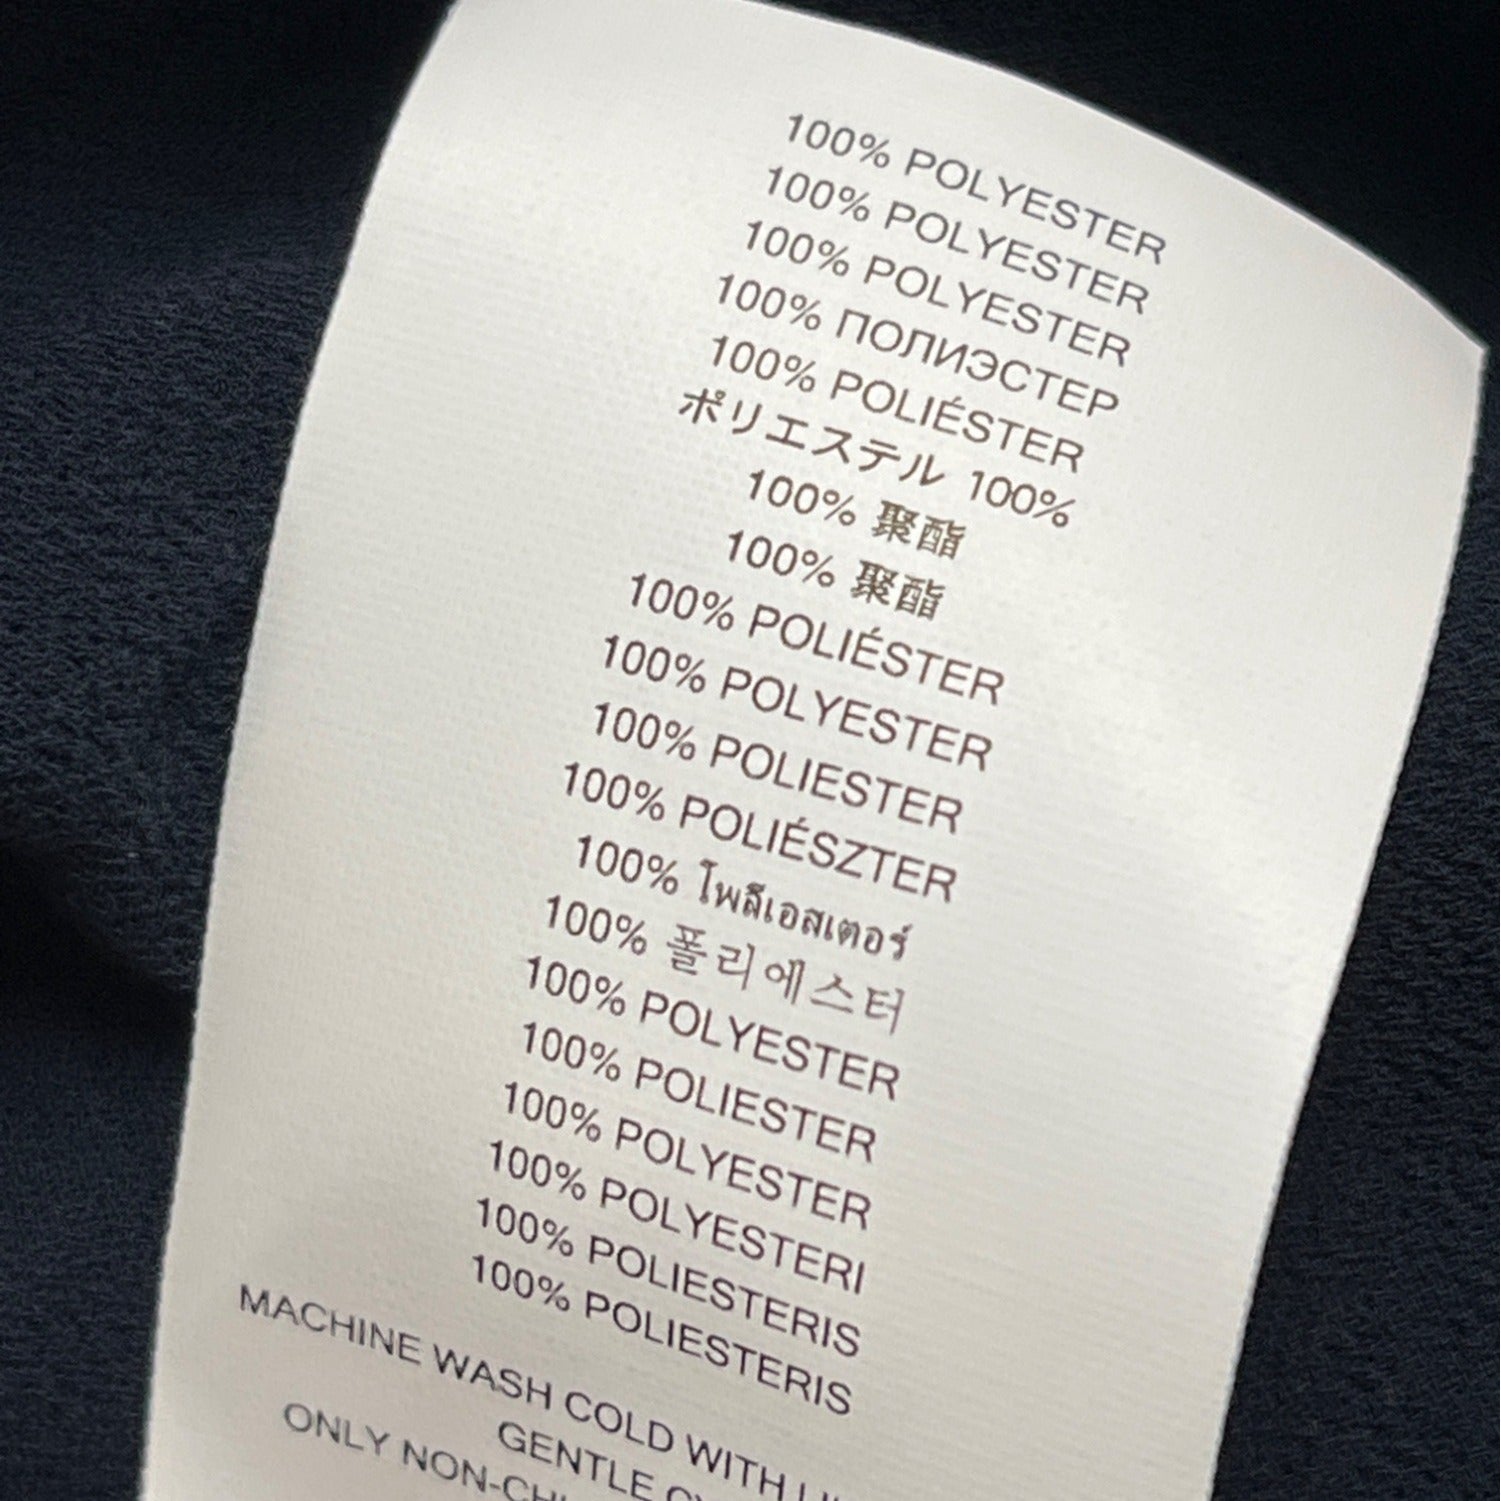 100% POLYESTER
100% POLYESTER
100% POLYESTER
100% ПОЛИЭСТЕР
100% POLIÉSTER
ポリエステル 100%
100% 聚酯
100% 聚酯
100% POLIÉSTER
100% POLYESTER
100% POLIESTER
100% POLIÉSZTER
100% โพลีเอสเตอร์
100% 폴리에스터
100% POLYESTER
100% POLIESTER
100% POLYESTER
100% POLYESTERI
100% POLIESTERIS
100% POLIESTERIS
MACHINE WASH COLD WITH
GENTLE
ONLY